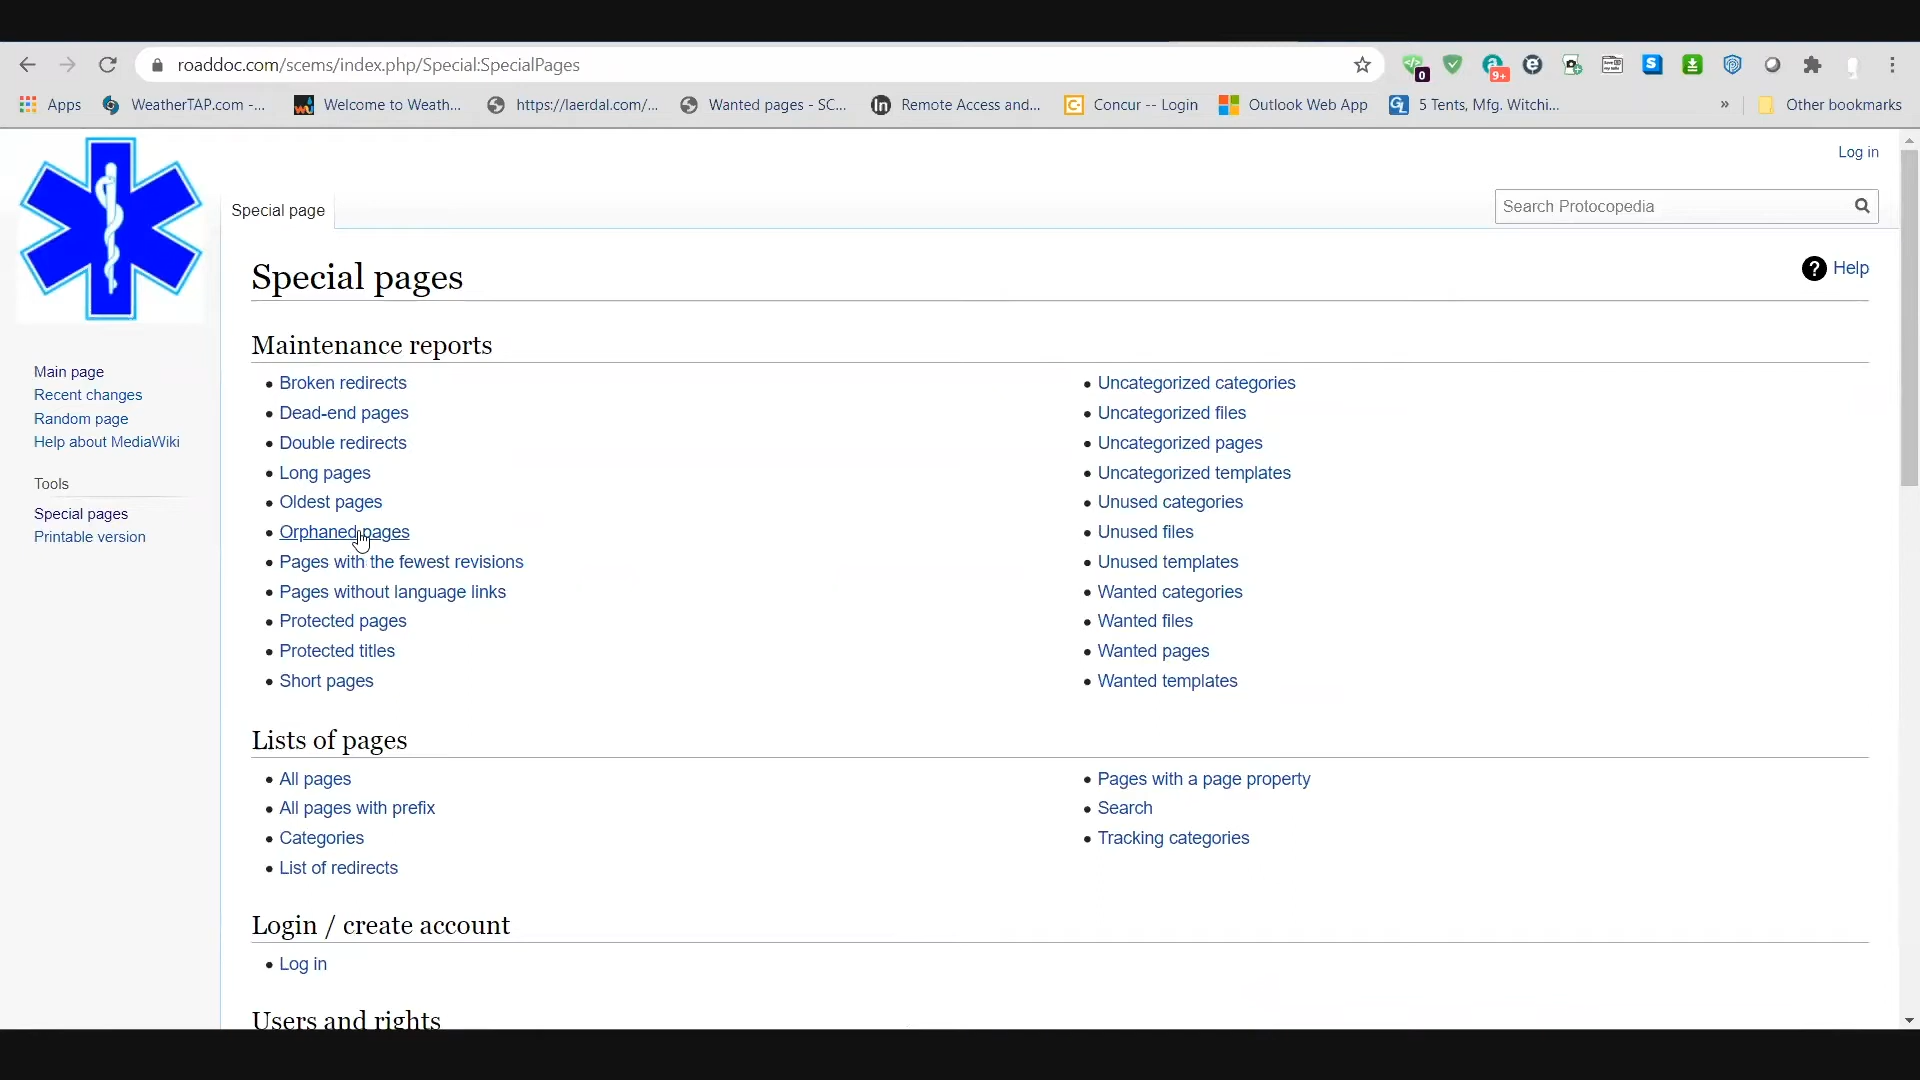 roaddoc.com/scems/index.php/Special:SpecialPages
0
9+
Apps WeatherTAP.com -... Welcome to Weath... https://laerdal.com/... Wanted pages - SC... Remote Access and... Concur -- Login Outlook Web App 5 Tents, Mfg. Witchi... » Other bookmarks
Log in
Special page
Search Protocopedia
Special pages
Help
Main page
Recent changes
Random page
Help about MediaWiki
Tools
Special pages
Printable version
Maintenance reports
Broken redirects
Dead-end pages
Double redirects
Long pages
Oldest pages
Orphaned pages
Pages with the fewest revisions
Pages without language links
Protected pages
Protected titles
Short pages
Uncategorized categories
Uncategorized files
Uncategorized pages
Uncategorized templates
Unused categories
Unused files
Unused templates
Wanted categories
Wanted files
Wanted pages
Wanted templates
Lists of pages
All pages
All pages with prefix
Categories
List of redirects
Pages with a page property
Search
Tracking categories
Login / create account
Log in
Users and rights